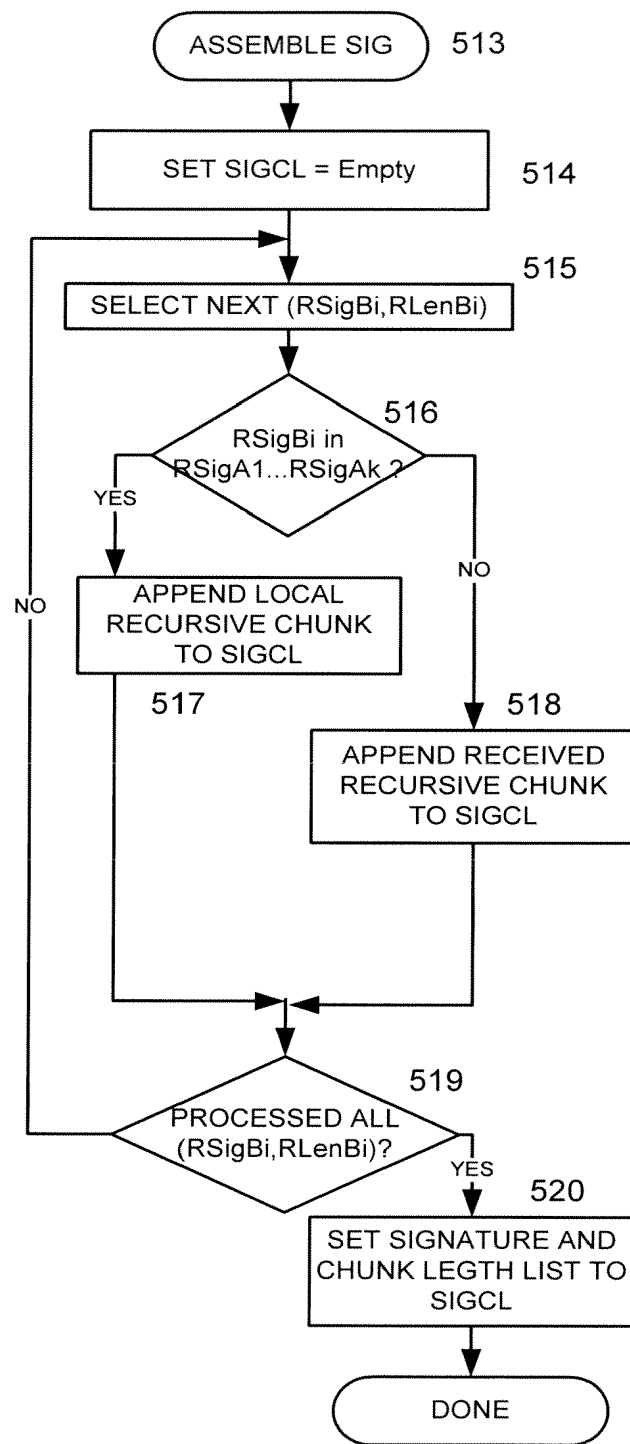 ASSEMBLE SIG
513
SET SIGCL = Empty
514
515
SELECT NEXT (RSigBi,RLenBi)
516
RSigBi in
RSigA1...RSigAk ?
YES
NO
NO
APPEND LOCAL
RECURSIVE CHUNK
TO SIGCL
517
518
APPEND RECEIVED
RECURSIVE CHUNK
TO SIGCL
519
PROCESSED ALL
(RSigBi,RLenBi)?
YES
520
SET SIGNATURE AND
CHUNK LEGTH LIST TO
SIGCL
DONE